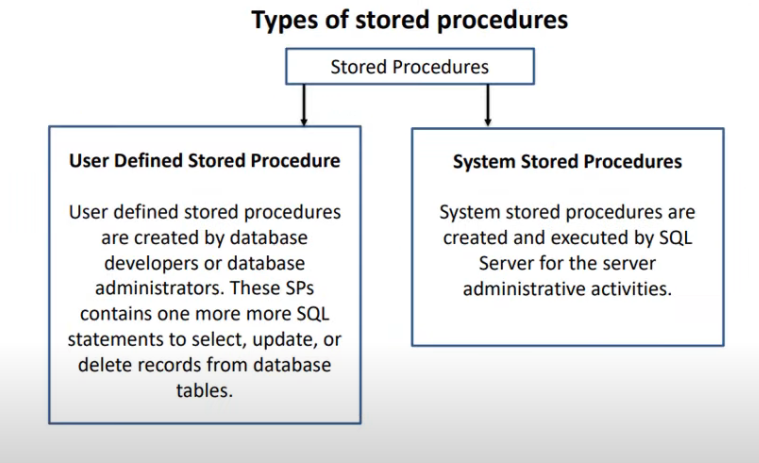 Types of stored procedures
Stored Procedures
User Defined Stored Procedure
User defined stored procedures
are created by database
developers or database
administrators. These SPs
contains one more more SQL
statements to select, update, or
delete records from database
tables.
System Stored Procedures
System stored procedures are
created and executed by SQL
Server for the server
administrative activities.